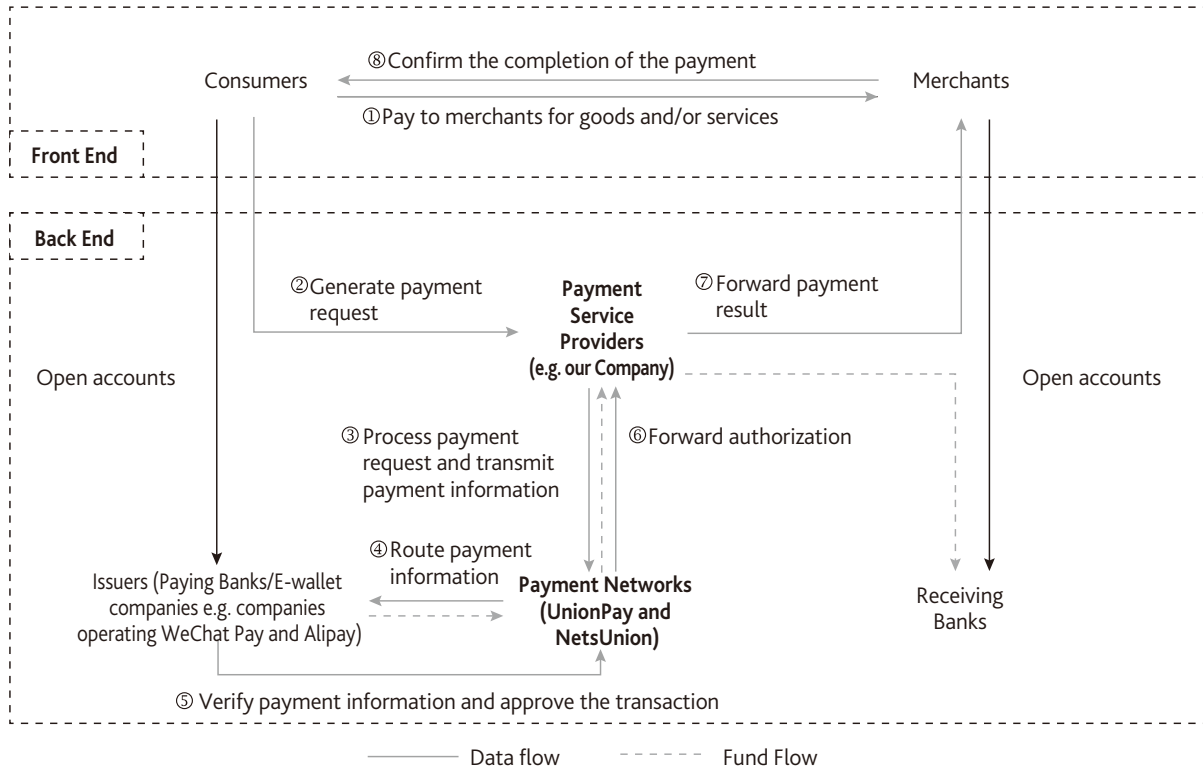 ⑧Confirm the completion of the payment
Consumers
Merchants
①Pay to merchants for goods and/or services
Front End
Back End
②Generate payment
request
Payment
Service
Providers
(e.g. our Company)
⑦Forward payment
result
Open accounts
Open accounts
③Process payment
request and transmit
payment information
⑥Forward authorization
④Route payment
information
Issuers (Paying Banks/E-wallet
companies e.g. companies
operating WeChat Pay and Alipay)
Payment Networks
(UnionPay and
NetsUnion)
Receiving
Banks
⑤ Verify payment information and approve the transaction
Data flow
Fund Flow